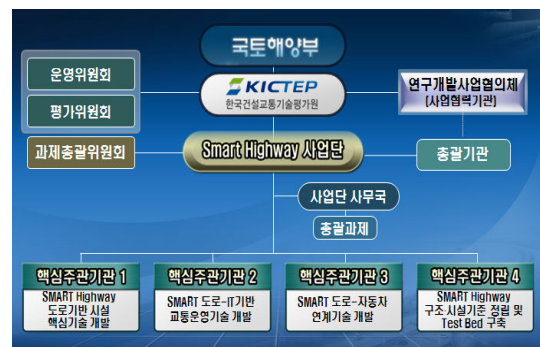 국토해양부
운영위원회
KICTEP
한국건설교통기술평가원
연구개발사업협의체
(사업협력기관)
평가위원회
과제총괄위원회
Smart Highway 사업단
총괄기관
사업단 사무국
총괄과제
핵심주관기관 1
SMART Highway
도로기반 시설
핵심기술 개발
핵심주관기관 2
SMART 도로-IT기반
교통운영기술 개발
핵심주관기관 3
SMART 도로-자동차
연계기술 개발
핵심주관기관 4
SMART Highway
구조·시설기준 정립 및
Test Bed 구축